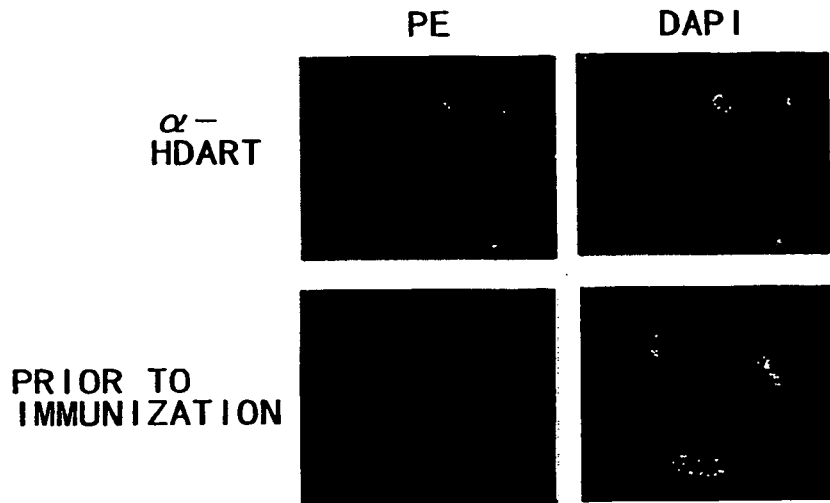 PE DAPI
α-
HDART
PRIOR TO
IMMUNIZATION